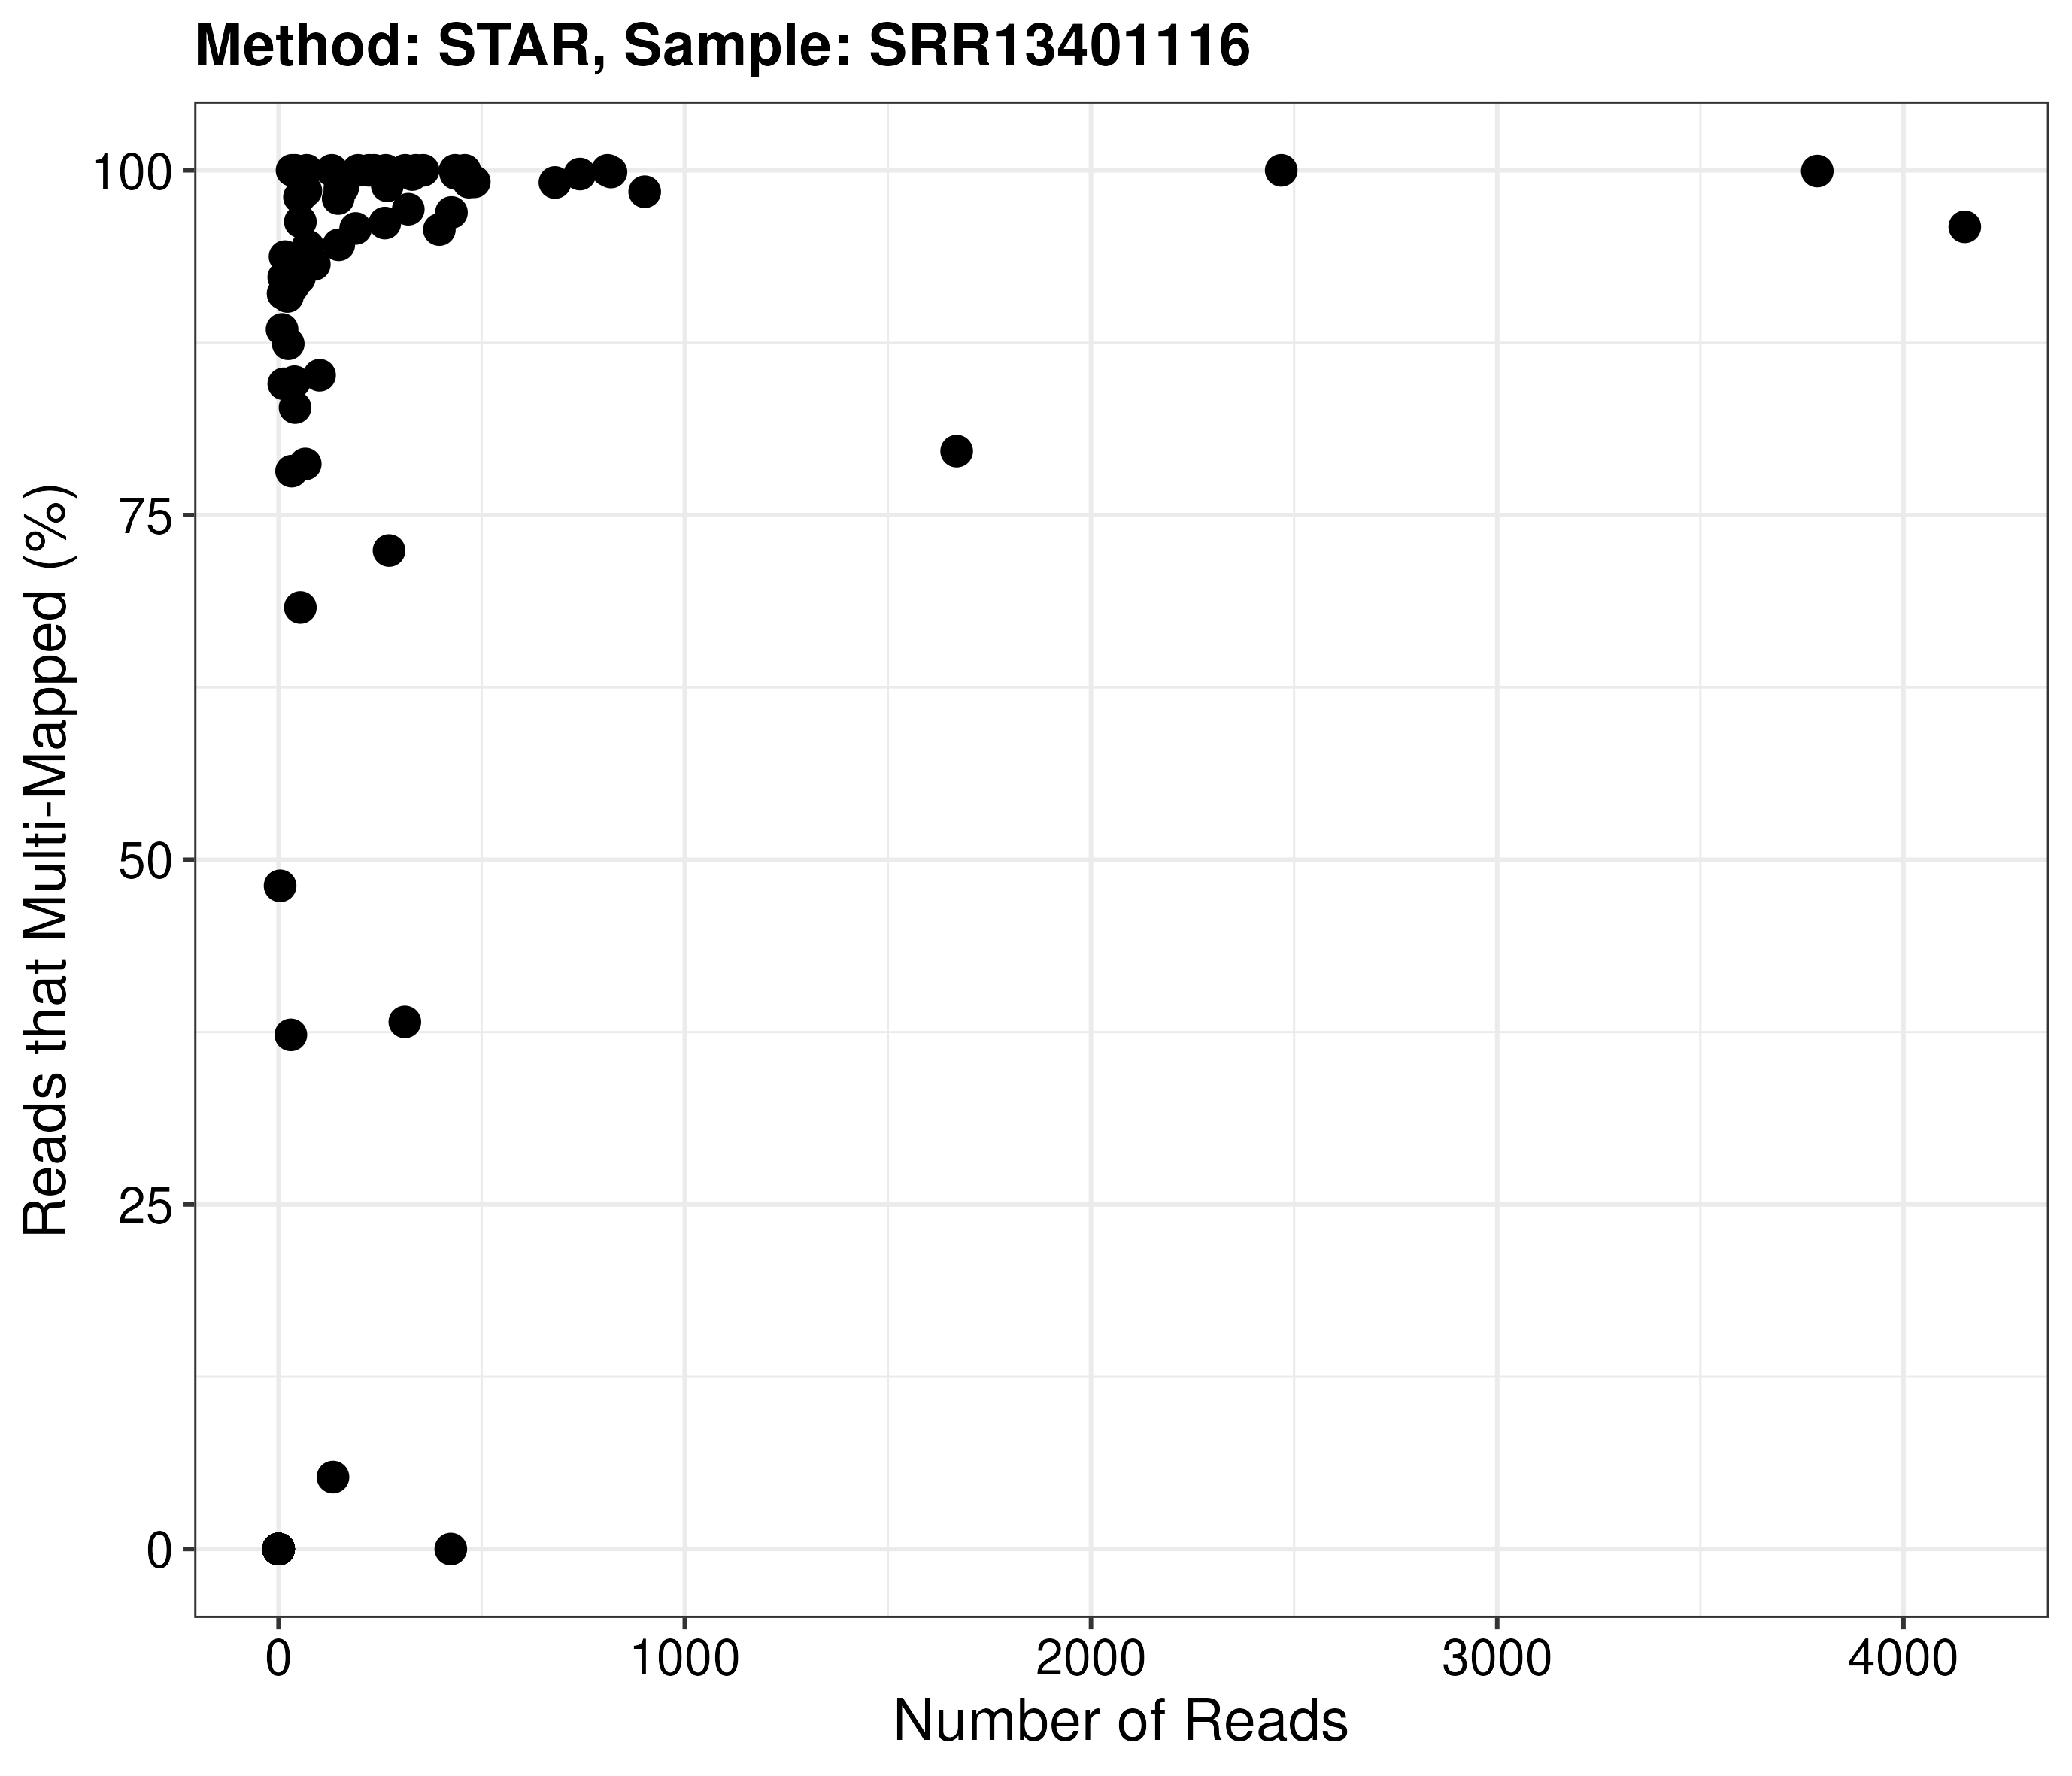 Method: STAR, Sample: SRR13401116
Reads that Multi-Mapped (%)
100
75
50
25
0
0 1000 2000 3000 4000
Number of Reads